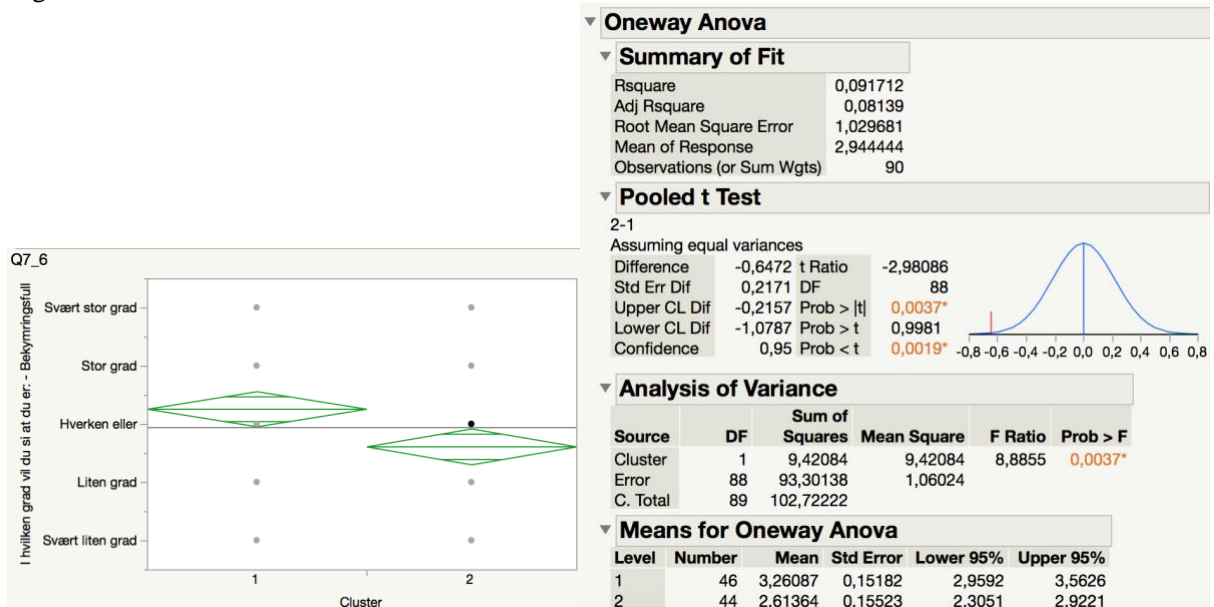 Q7_6
I hvilken grad vil du si at du er: - Bekymringsfull
Svært stor grad
Stor grad
Hverken eller
Liten grad
Svært liten grad
1 2
Cluster
Oneway Anova
Summary of Fit
Rsquare 0,091712
Adj Rsquare 0,08139
Root Mean Square Error 1,029681
Mean of Response 2,944444
Observations (or Sum Wgts) 90
Pooled t Test
2-1
Assuming equal variances
Difference -0,6472 t Ratio -2,98086
Std Err Dif 0,2171 DF 88
Upper CL Dif -0,2157 Prob > |t| 0,0037*
Lower CL Dif -1,0787 Prob > t 0,9981
Confidence 0,95 Prob < t 0,0019*
-0,8 -0,6 -0,4 -0,2 0,0 0,2 0,4 0,6 0,8
Analysis of Variance
Sum of
Source DF Squares Mean Square F Ratio Prob > F
Cluster 1 9,42084 9,42084 8,8855 0,0037*
Error 88 93,30138 1,06024
C. Total 89 102,72222
Means for Oneway Anova
Level Number Mean Std Error Lower 95% Upper 95%
1 46 3,26087 0,15182 2,9592 3,5626
2 44 2,61364 0,15523 2,3051 2,9221